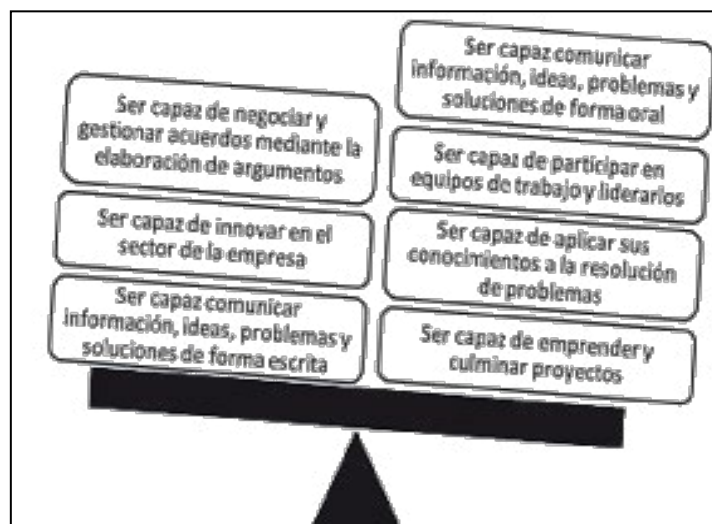 Ser capaz de negociar y
gestionar acuerdos mediante la
elaboración de argumentos
Ser capaz de innovar en el
sector de la empresa
Ser capaz comunicar
información, ideas, problemas y
soluciones de forma escrita
Ser capaz comunicar
información, ideas, problemas y
soluciones de forma oral
Ser capaz de participar en
equipos de trabajo y liderarlos
Ser capaz de aplicar sus
conocimientos a la resolución
de problemas
Ser capaz de emprender y
culminar proyectos